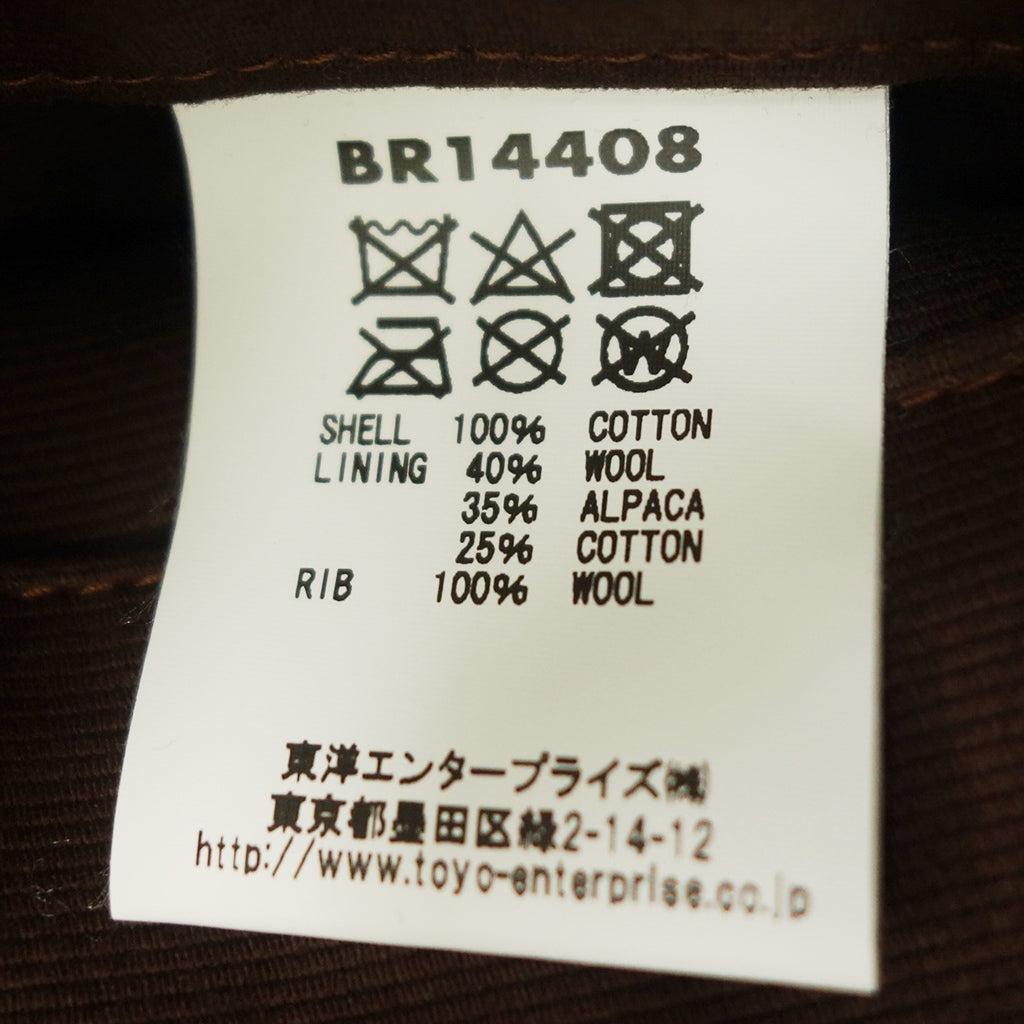 BR14408
SHELL 100% COTTON
LINING 40% WOOL
35% ALPACA
25% COTTON
RIB 100% WOOL
東洋エンタープライズ㈱
東京都墨田区緑2-14-12
http://www.toyo-enterprise.co.jp